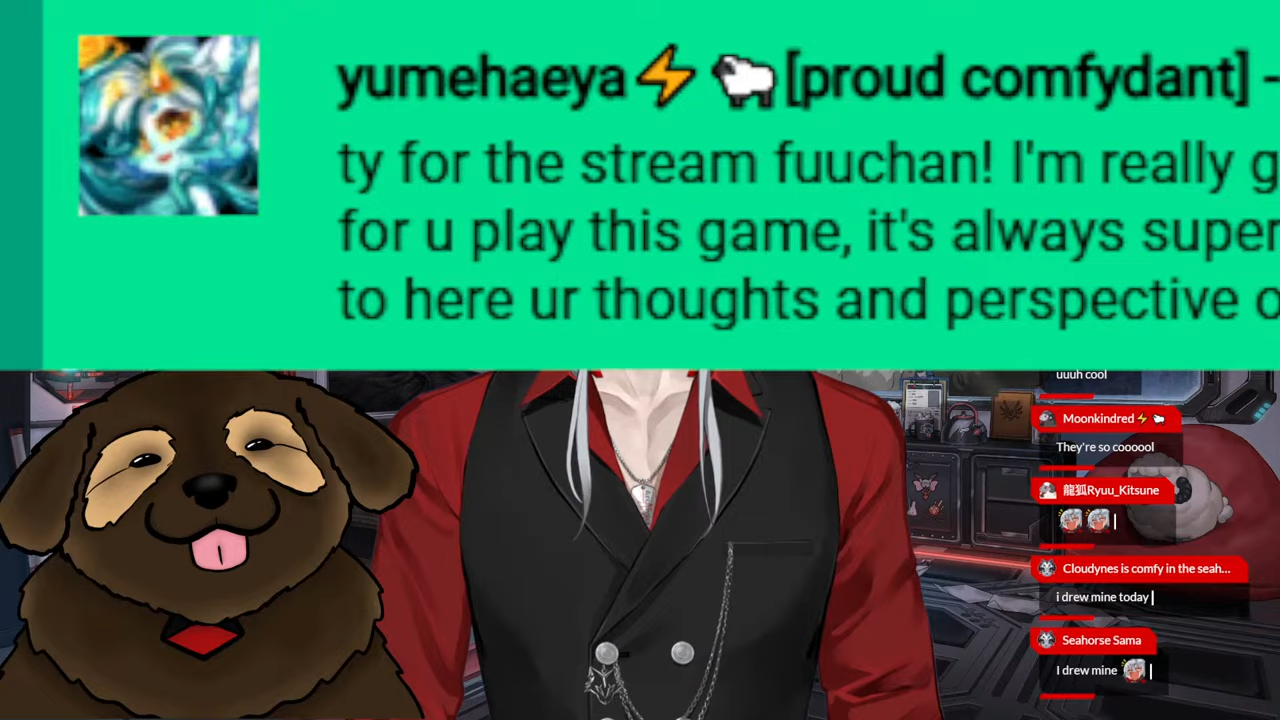 yumehaeya⚡🐑[proud comfydant] -
ty for the stream fuuchan! I'm really g
for u play this game, it's always super
to here ur thoughts and perspective o
uuuh cool
Moonkindred⚡🐑
They're so coooool
龍狐Ryuu_Kitsune
Cloudynes is comfy in the seah...
i drew mine today
Seahorse Sama
I drew mine